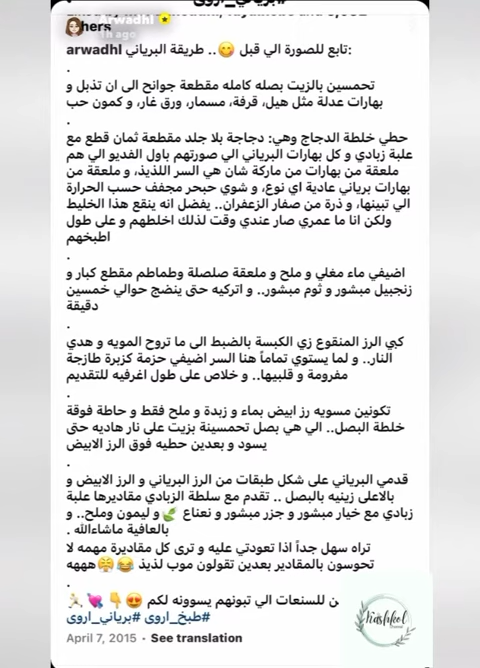 #برياني_اروى
Arwadhl
hers
1h ago
arwadhl تابع للصورة الي قبل 😋.. طريقة البرياني:
.
تحمسين بالزيت بصله كامله مقطعة جوانح الى ان تذبل و
بهارات عدلة مثل هيل، قرفة، مسمار، ورق غار، و كمون حب
.
حطي خلطة الدجاج وهي: دجاجة بلا جلد مقطعة ثمان قطع مع
علبة زبادي و كل بهارات البرياني الي صورتهم باول الفديو الي هم
ملعقة من بهارات من ماركة شان هي السر اللذيذ، و ملعقة من
بهارات برياني عادية اي نوع، و شوي حبحر مجفف حسب الحرارة
الي تبينها، و ذرة من صفار الزعفران.. يفضل انه ينقع هذا الخليط
ولكن انا ما عمري صار عندي وقت لذلك اخلطهم و على طول
اطبخهم
.
اضيفي ماء مغلي و ملح و ملعقة صلصلة وطماطم مقطع كبار و
زنجبيل مبشور و ثوم مبشور.. و اتركيه حتى ينضج حوالي خمسين
دقيقة
.
كبي الرز المنقوع زي الكبسة بالضبط الى ما تروح المويه و هدي
النار.. و لما يستوي تماماً هنا السر اضيفي حزمة كزبرة طازجة
مفرومة و قلبيها.. و خلاص على طول اغرفيه للتقديم
.
تكونين مسويه رز ابيض بماء و زبدة و ملح فقط و حاطة فوقة
خلطة البصل.. الي هي بصل تحمسينة بزيت على نار هاديه حتى
يسود و بعدين حطيه فوق الرز الابيض
.
قدمي البرياني على شكل طبقات من الرز البرياني و الرز الابيض و
بالاعلى زينيه بالبصل .. تقدم مع سلطة الزبادي مقاديرها علبة
زبادي مع خيار مبشور و جزر مبشور و نعناع 🍃و ليمون وملح.. و
بالعافية ماشاءالله .
تراه سهل جداً اذا تعودتي عليه و ترى كل مقاديرة مهمه لا
تحوسون بالمقادير بعدين تقولون موب لذيذ 😂😤هههه
.
ن للسنعات الي تبونهم يسوونه لكم 😍👇💘🏃
#طبخ_اروى #برياني_اروى
April 7, 2015 · See translation
hashkol